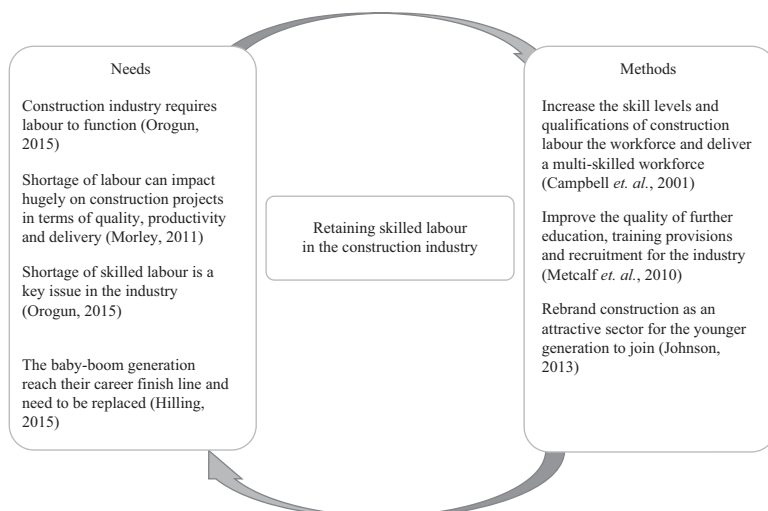 Needs
Construction industry requires
labour to function (Orogun,
2015)
Shortage of labour can impact
hugely on construction projects
in terms of quality, productivity
and delivery (Morley, 2011)
Shortage of skilled labour is a
key issue in the industry
(Orogun, 2015)
The baby-boom generation
reach their career finish line and
need to be replaced (Hilling,
2015)
Retaining skilled labour
in the construction industry
Methods
Increase the skill levels and
qualifications of construction
labour the workforce and deliver
a multi-skilled workforce
(Campbell et. al., 2001)
Improve the quality of further
education, training provisions
and recruitment for the industry
(Metcalf et. al., 2010)
Rebrand construction as an
attractive sector for the younger
generation to join (Johnson,
2013)